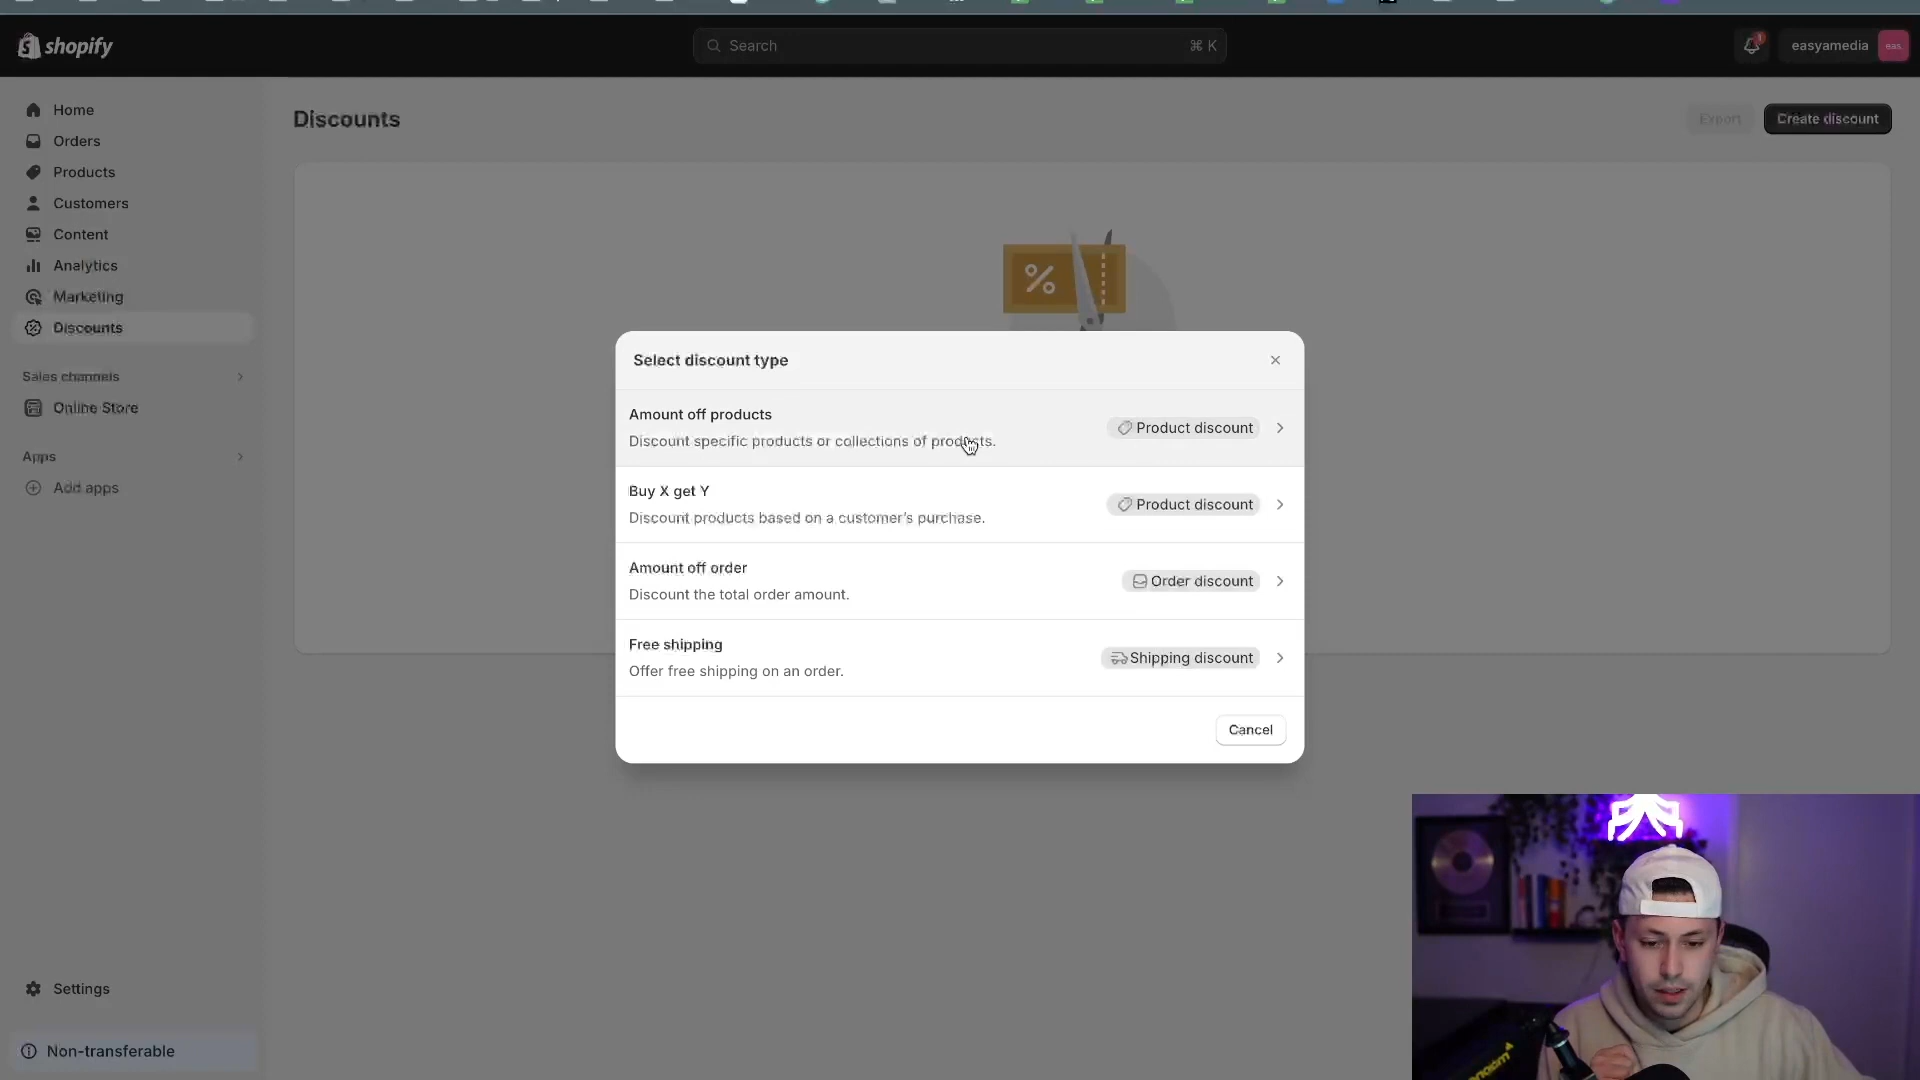 shopify
Search
⌘ K
1
easyamedia
eas
Home
Orders
Products
Customers
Content
Analytics
Marketing
Discounts
Sales channels
Online Store
Apps
Add apps
Settings
Non-transferable
Discounts
Export
Create discount
%
Select discount type
Amount off products
Discount specific products or collections of products.
Product discount
Buy X get Y
Discount products based on a customer's purchase.
Product discount
Amount off order
Discount the total order amount.
Order discount
Free shipping
Offer free shipping on an order.
Shipping discount
Cancel